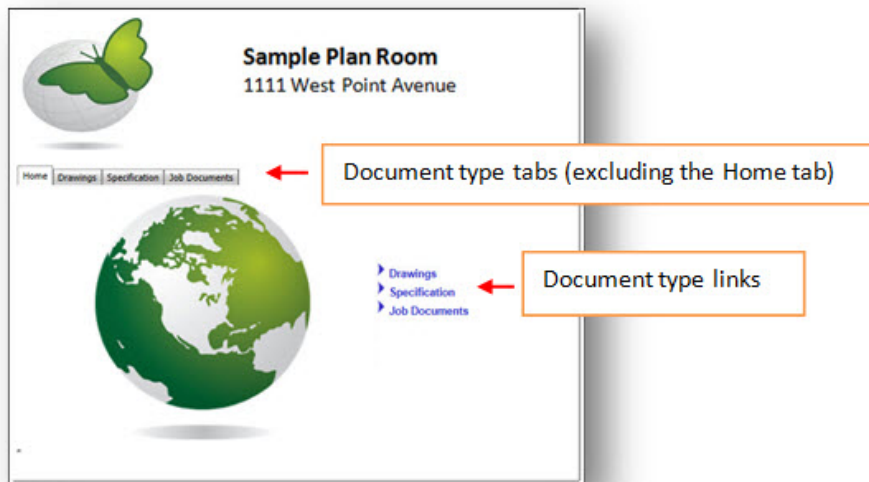 Sample Plan Room
1111 West Point Avenue
Home Drawings Specification Job Documents
Document type tabs (excluding the Home tab)
Drawings
Specification
Job Documents
Document type links